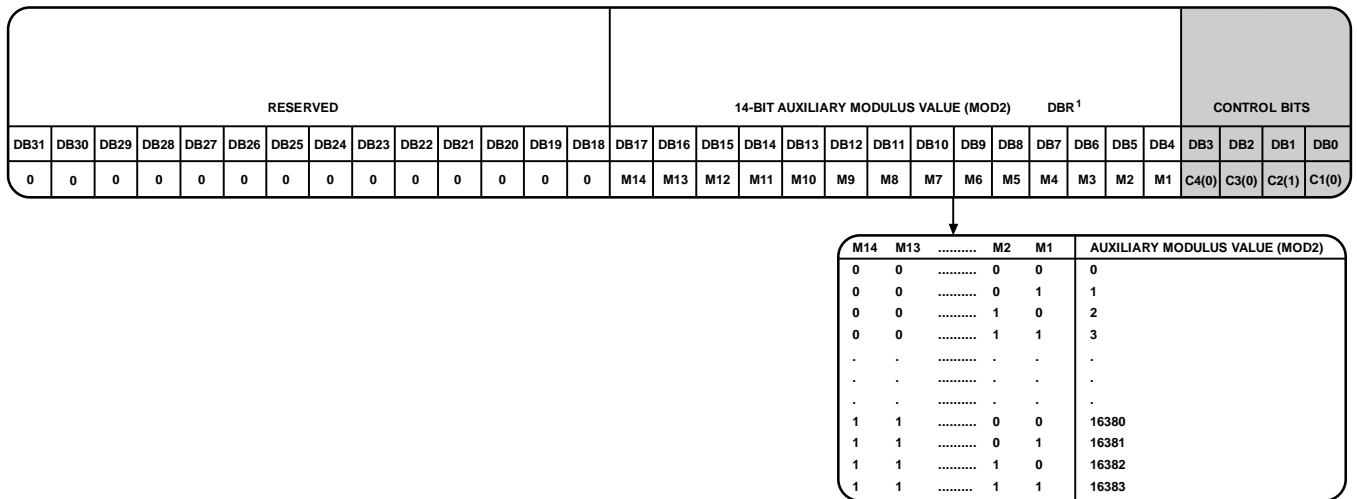 RESERVED 14-BIT AUXILIARY MODULUS VALUE (MOD2) DBR1 CONTROL BITS
DB31 DB30 DB29 DB28 DB27 DB26 DB25 DB24 DB23 DB22 DB21 DB20 DB19 DB18 DB17 DB16 DB15 DB14 DB13 DB12 DB11 DB10 DB9 DB8 DB7 DB6 DB5 DB4 DB3 DB2 DB1 DB0
0 0 0 0 0 0 0 0 0 0 0 0 0 0 M14 M13 M12 M11 M10 M9 M8 M7 M6 M5 M4 M3 M2 M1 C4(0) C3(0) C2(1) C1(0)
M14 M13 .......... M2 M1 AUXILIARY MODULUS VALUE (MOD2)
0 0 .......... 0 0 0
0 0 .......... 0 1 1
0 0 .......... 1 0 2
0 0 .......... 1 1 3
. . .......... . . .
. . .......... . . .
. . .......... . . .
1 1 .......... 0 0 16380
1 1 .......... 0 1 16381
1 1 .......... 1 0 16382
1 1 ......... 1 1 16383